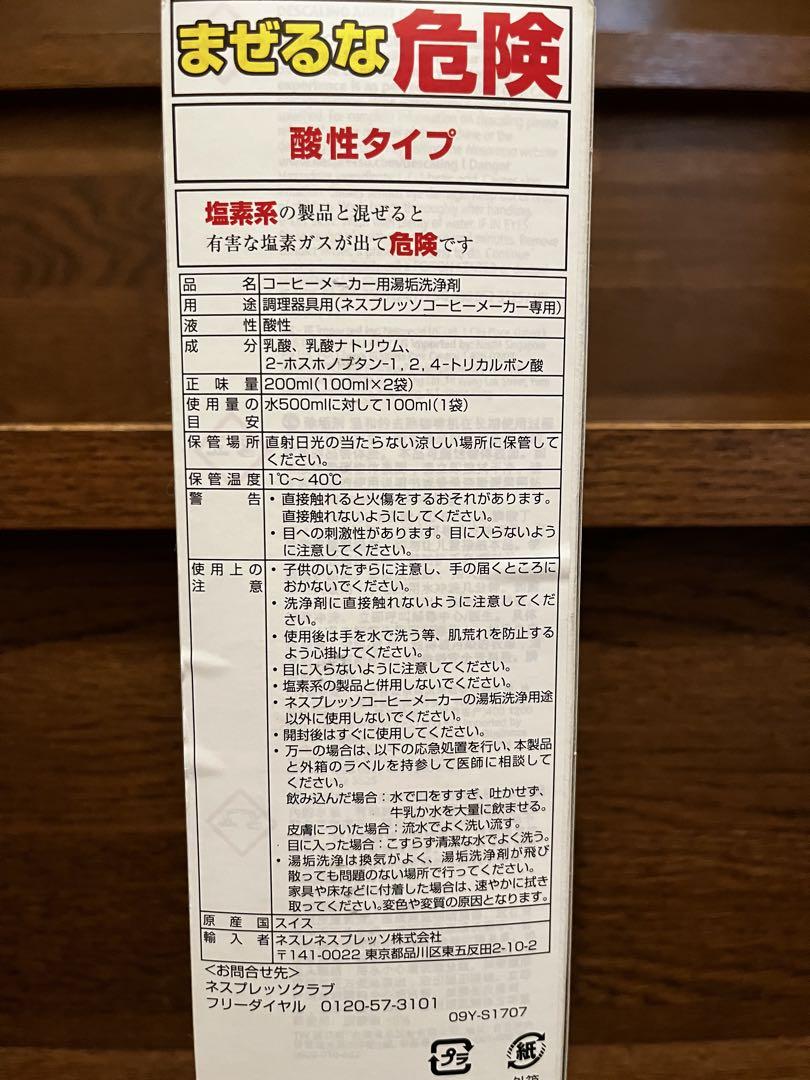 まぜるな危険
酸性タイプ
塩素系の製品と混ぜると
有害な塩素ガスが出て危険です
品名 コーヒーメーカー用湯垢洗浄剤
用途 調理器具用(ネスプレッソコーヒーメーカー専用)
液性 酸性
成分 乳酸、乳酸ナトリウム、
2-ホスホノブタン-1, 2, 4-トリカルボン酸
正味量 200ml(100ml×2袋)
使用量の目安 水500mlに対して100ml(1袋)
保管場所 直射日光の当たらない涼しい場所に保管して
ください。
保管温度 1℃〜40℃
警告 ・直接触れると火傷をするおそれがあります。
直接触れないようにしてください。
・目への刺激性があります。目に入らないよう
に注意してください。
使用上の注意 ・子供のいたずらに注意し、手の届くところに
おかないでください。
・洗浄剤に直接触れないように注意してくだ
さい。
・使用後は手を水で洗う等、肌荒れを防止する
よう心掛けてください。
・目に入らないように注意してください。
・塩素系の製品と併用しないでください。
・ネスプレッソコーヒーメーカーの湯垢洗浄用途
以外に使用しないでください。
・開封後はすぐに使用してください。
・万一の場合は、以下の応急処置を行い、本製品
と外箱のラベルを持参して医師に相談して
ください。
飲み込んだ場合：水で口をすすぎ、吐かせず、
牛乳か水を大量に飲ませる。
皮膚についた場合：流水でよく洗い流す。
目に入った場合：こすらず清潔な水でよく洗う。
・湯垢洗浄は換気がよく、湯垢洗浄剤が飛び
散っても問題のない場所で行ってください。
家具や床などに付着した場合は、速やかに拭き
取ってください。変色や変質の原因となります。
原産国 スイス
輸入者 ネスレネスプレッソ株式会社
〒141-0022 東京都品川区東五反田2-10-2
<お問合せ先>
ネスプレッソクラブ
フリーダイヤル 0120-57-3101
09Y-S1707
プラ 紙